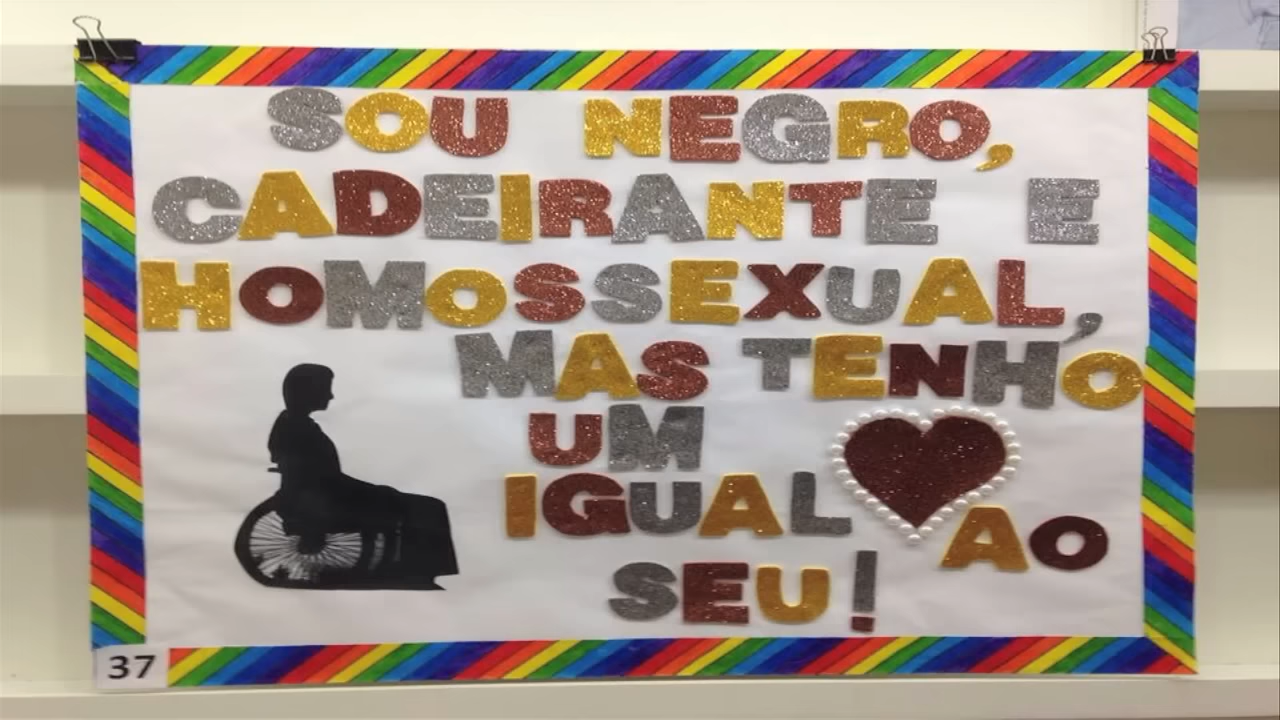 SOU NEGRO,
CADEIRANTE E
HOMOSSEXUAL,
MAS TENHO
UM
IGUAL AO
SEU!
37